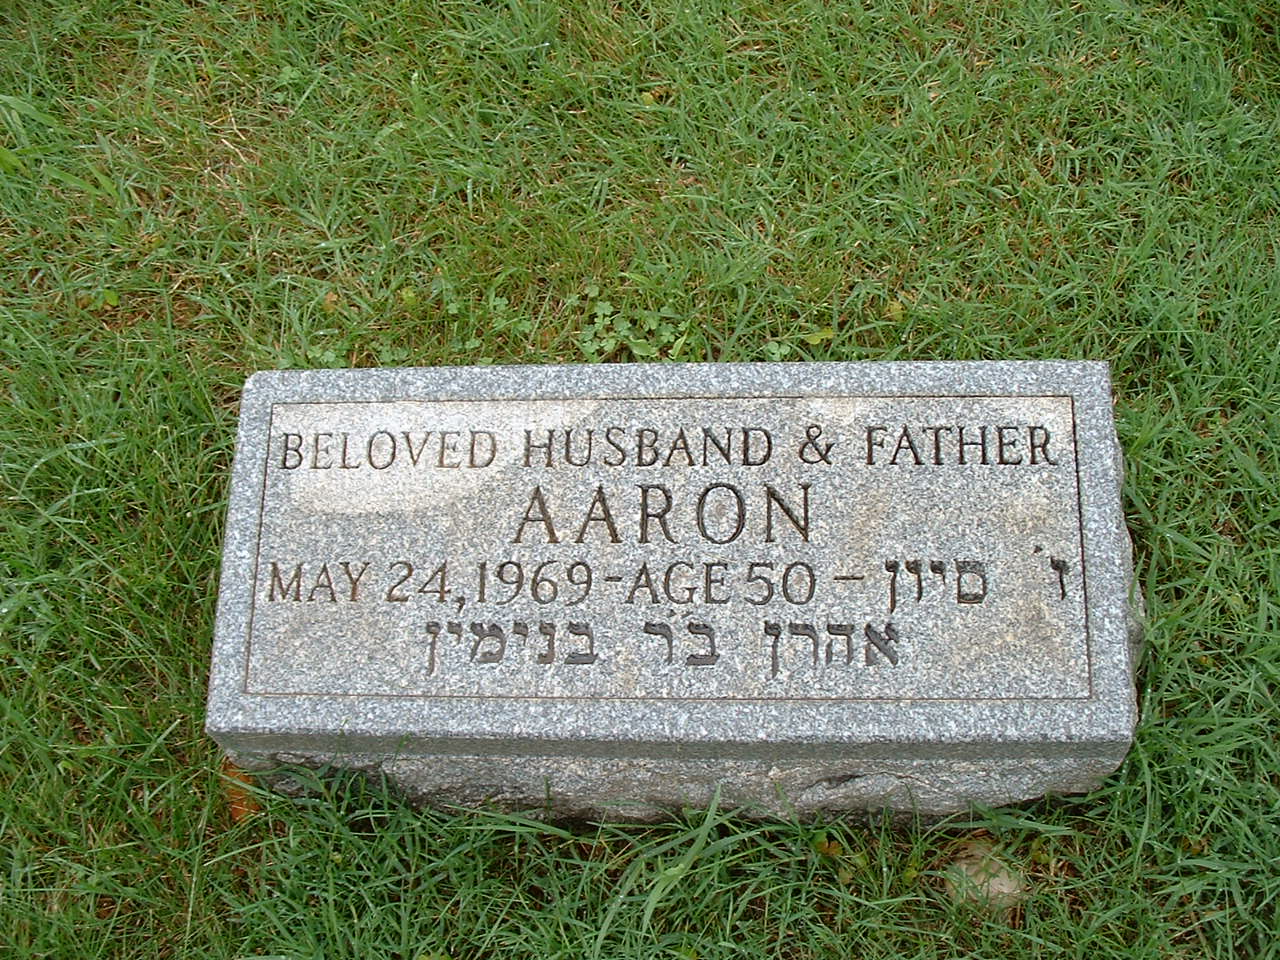 BELOVED HUSBAND & FATHER
AARON
MAY 24, 1969 - AGE 50 - ו' סיון
אהרן בר בנימין